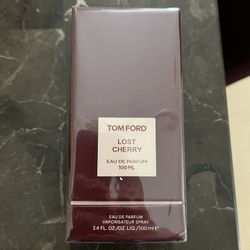 TOM FORD
LOST
CHERRY
EAU DE PARFUM
100 ML
EAU DE PARFUM
VAPORISATEUR SPRAY
3.4 FL. OZ./OZ. LIQ./100 ml ℮